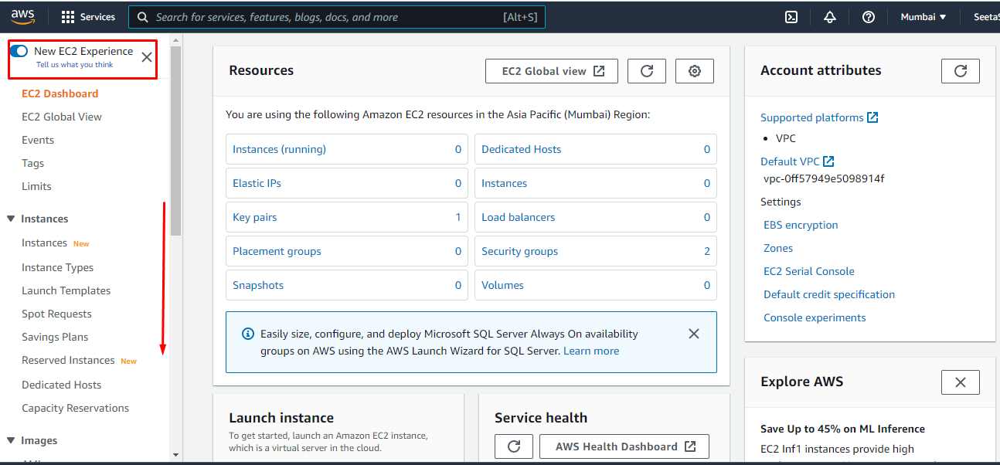 aws
Services
Search for services, features, blogs, docs, and more
[Alt+S]
Mumbai
SeetaS
New EC2 Experience
Tell us what you think
EC2 Dashboard
EC2 Global View
Events
Tags
Limits
Instances
Instances New
Instance Types
Launch Templates
Spot Requests
Savings Plans
Reserved Instances New
Dedicated Hosts
Capacity Reservations
Images
Resources
EC2 Global view
You are using the following Amazon EC2 resources in the Asia Pacific (Mumbai) Region:
Instances (running) 0
Dedicated Hosts 0
Elastic IPs 0
Instances 0
Key pairs 1
Load balancers 0
Placement groups 0
Security groups 2
Snapshots 0
Volumes 0
Easily size, configure, and deploy Microsoft SQL Server Always On availability
groups on AWS using the AWS Launch Wizard for SQL Server. Learn more
Launch instance
To get started, launch an Amazon EC2 instance,
which is a virtual server in the cloud.
Service health
AWS Health Dashboard
Account attributes
Supported platforms
• VPC
Default VPC
vpc-0ff57949e5098914f
Settings
EBS encryption
Zones
EC2 Serial Console
Default credit specification
Console experiments
Explore AWS
Save Up to 45% on ML Inference
EC2 Inf1 instances provide high